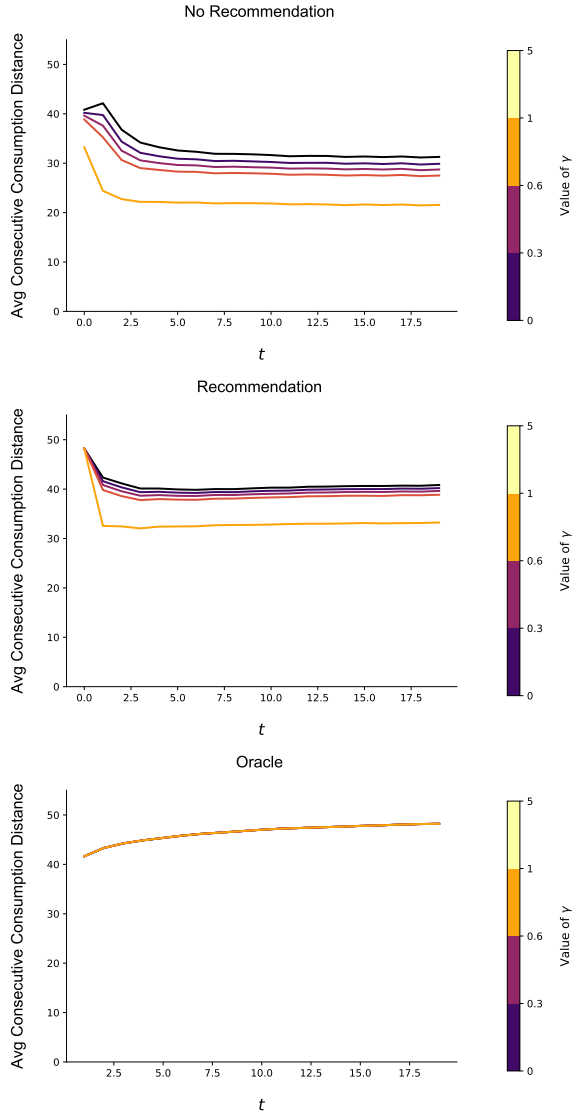 No Recommendation
Avg Consecutive Consumption Distance
50
40
30
20
10
0
0.0 2.5 5.0 7.5 10.0 12.5 15.0 17.5
t
5
1
0.6
0.3
0
Value of γ
Recommendation
Avg Consecutive Consumption Distance
50
40
30
20
10
0
0.0 2.5 5.0 7.5 10.0 12.5 15.0 17.5
t
5
1
0.6
0.3
0
Value of γ
Oracle
Avg Consecutive Consumption Distance
50
40
30
20
10
0
2.5 5.0 7.5 10.0 12.5 15.0 17.5
t
5
1
0.6
0.3
0
Value of γ